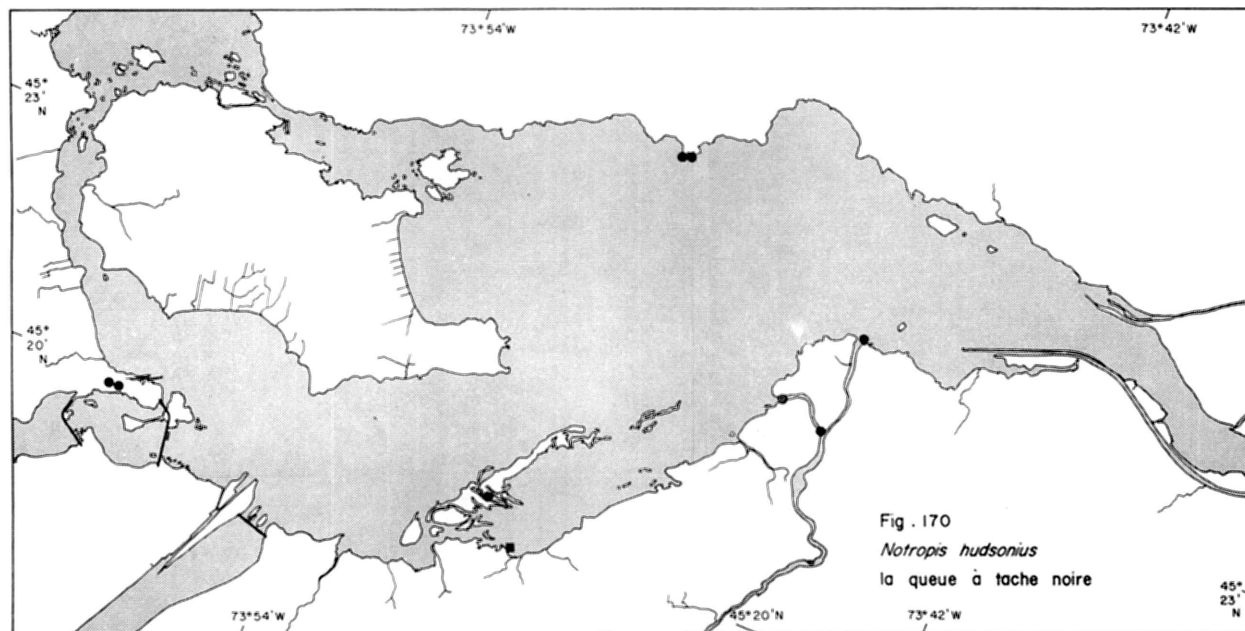 73°54'W
73°42'W
45°
23'
N
45°
20'
N
Fig. 170
Notropis hudsonius
la queue à tache noire
73°54'W
45°20'N
73°42'W
45°
23'
N